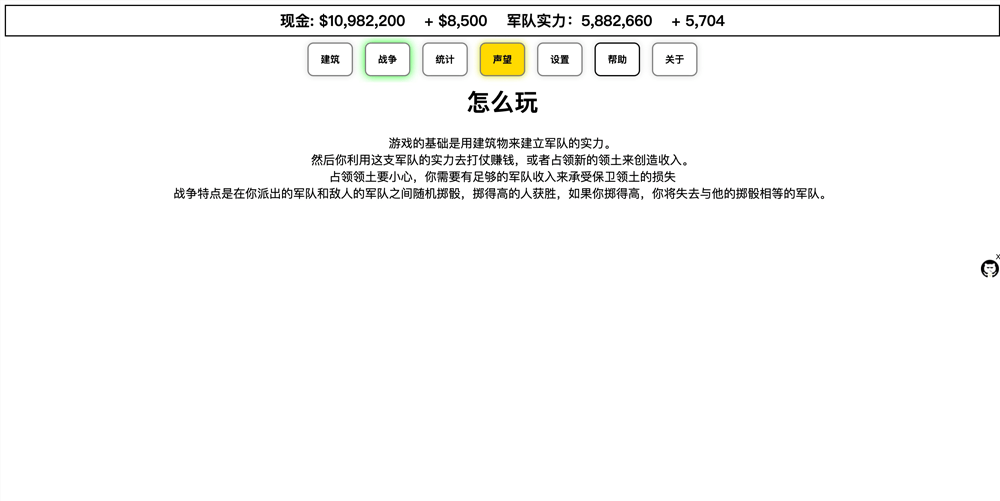 现金: $10,982,200 + $8,500 军队实力：5,882,660 + 5,704
建筑 战争 统计 声望 设置 帮助 关于
怎么玩
游戏的基础是用建筑物来建立军队的实力。
然后你利用这支军队的实力去打仗赚钱，或者占领新的领土来创造收入。
占领领土要小心，你需要有足够的军队收入来承受保卫领土的损失
战争特点是在你派出的军队和敌人的军队之间随机掷骰，掷得高的人获胜，如果你掷得高，你将失去与他的掷骰相等的军队。
x